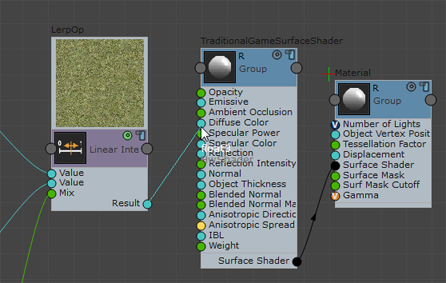 LerpOp
Linear Inte
Value
Value
Mix
Result
TraditionalGameSurfaceShader
R
Group
Opacity
Emissive
Ambient Occlusion
Diffuse Color
Specular Power
Specular Color
Reflection Intensity
Normal
Object Thickness
Blended Normal
Blended Normal Ma
Anisotropic Directic
Anisotropic Spread
IBL
Weight
Surface Shader
Material
R
Group
Number of Lights
Object Vertex Posit
Tessellation Factor
Displacement
Surface Shader
Surface Mask
Surf Mask Cutoff
Gamma